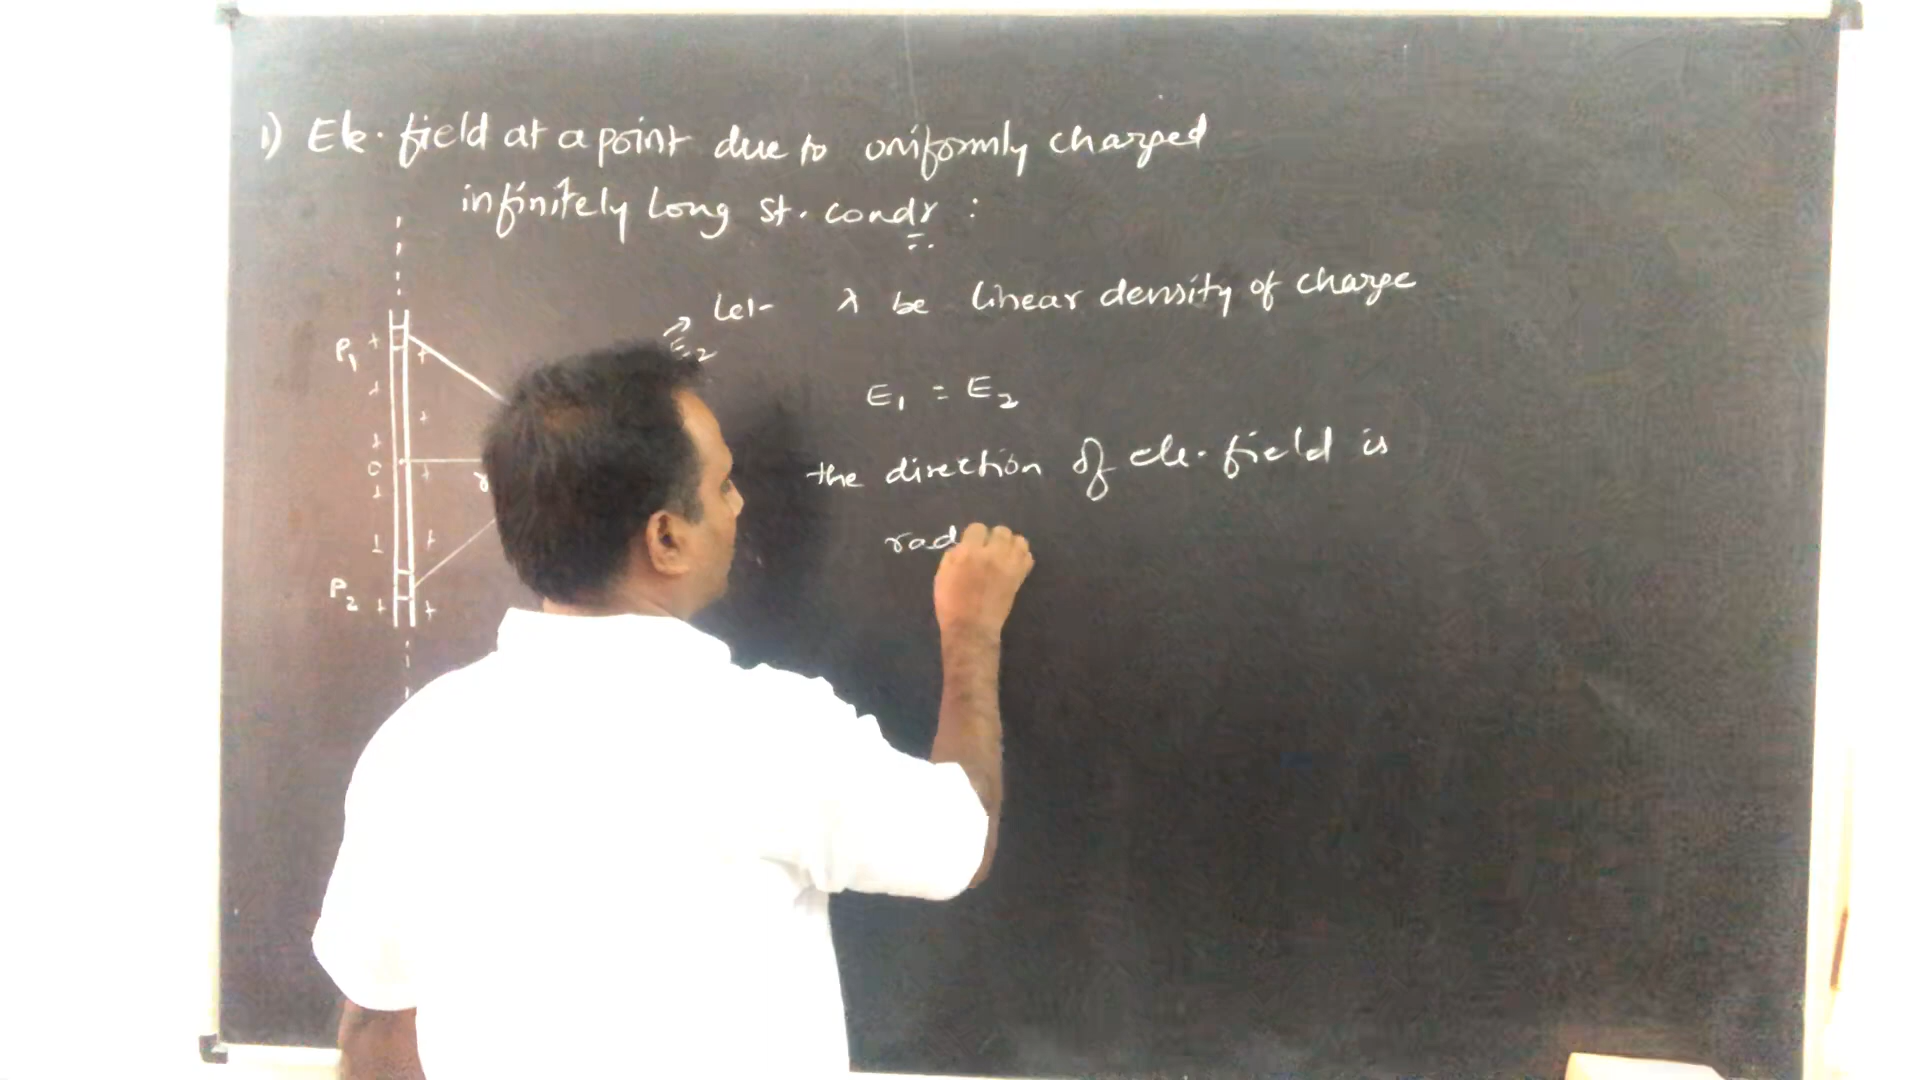 1) Ele. field at a point due to uniformly charged
infinitely long st. condr :
Let λ be linear density of charge
E₂
P₁
E₁ = E₂
the direction of ele. field is
O
rad
P₂